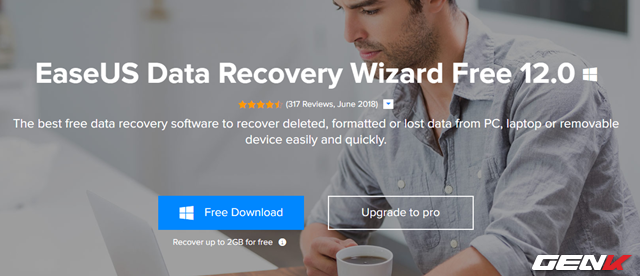 EaseUS Data Recovery Wizard Free 12.0
(317 Reviews, June 2018)
The best free data recovery software to recover deleted, formatted or lost data from PC, laptop or removable
device easily and quickly.
Free Download
Upgrade to pro
Recover up to 2GB for free
GENK